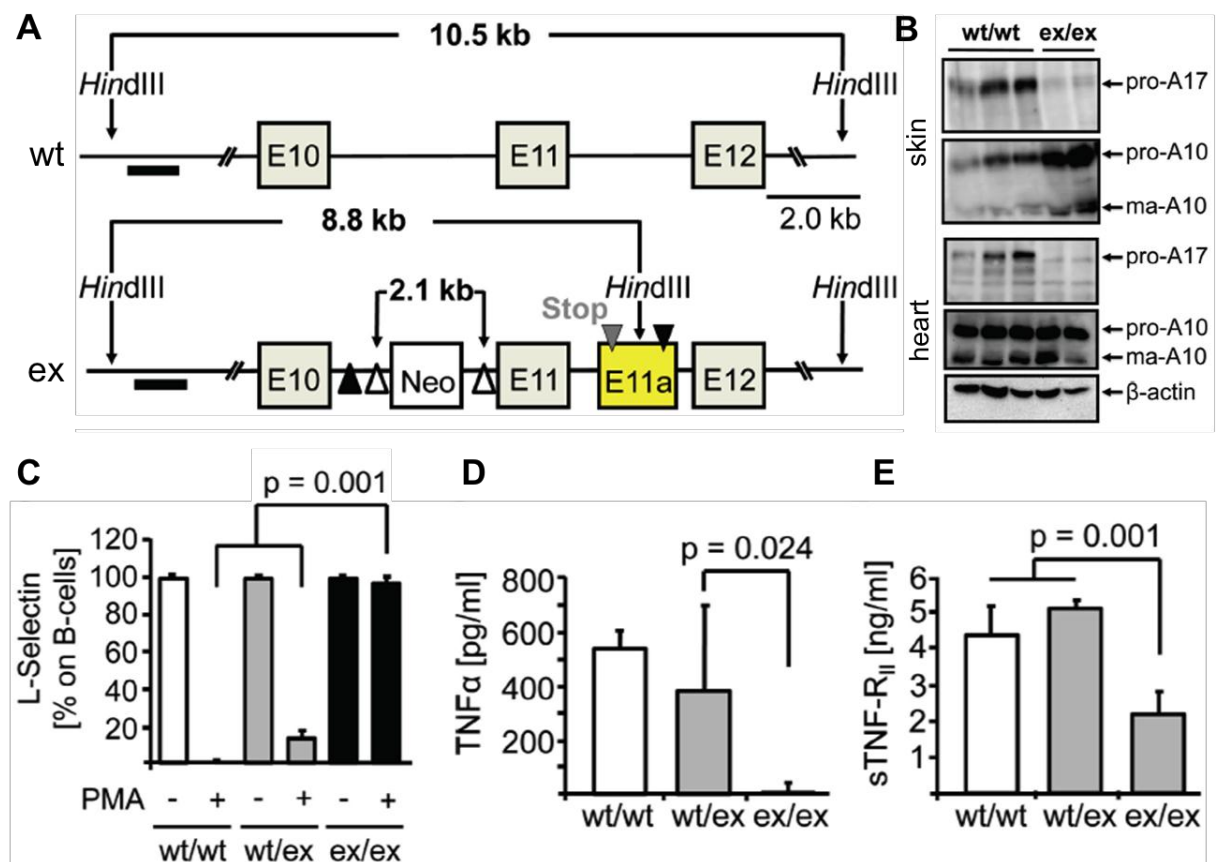 A
10.5 kb
HindIII HindIII
wt E10 E11 E12
2.0 kb
8.8 kb
HindIII 2.1 kb HindIII HindIII
Stop
ex E10 Neo E11 E11a E12
B
wt/wt ex/ex
skin
pro-A17
pro-A10
ma-A10
heart
pro-A17
pro-A10
ma-A10
β-actin
C
p = 0.001
L-Selectin
[% on B-cells]
120
100
80
60
40
20
PMA - + - + - +
wt/wt wt/ex ex/ex
D
p = 0.024
TNFα [pg/ml]
800
600
400
200
wt/wt wt/ex ex/ex
E
p = 0.001
sTNF-RII [ng/ml]
6
5
4
3
2
1
wt/wt wt/ex ex/ex